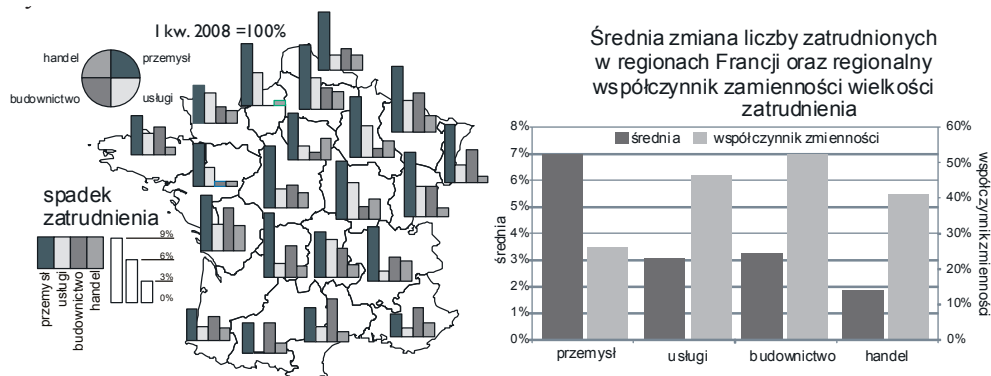 1 kw. 2008 =100%
handel
przemysł
budownictwo
usługi
spadek
zatrudnienia
9%
6%
3%
0%
przemysł
usługi
budownictwo
handel
Średnia zmiana liczby zatrudnionych
w regionach Francji oraz regionalny
współczynnik zamienności wielkości
zatrudnienia
średnia
współczynnik zmienności
8%
7%
6%
5%
4%
3%
2%
1%
0%
średnia
60%
50%
40%
30%
20%
10%
0%
współczynnik zmienności
przemysł
usługi
budownictwo
handel